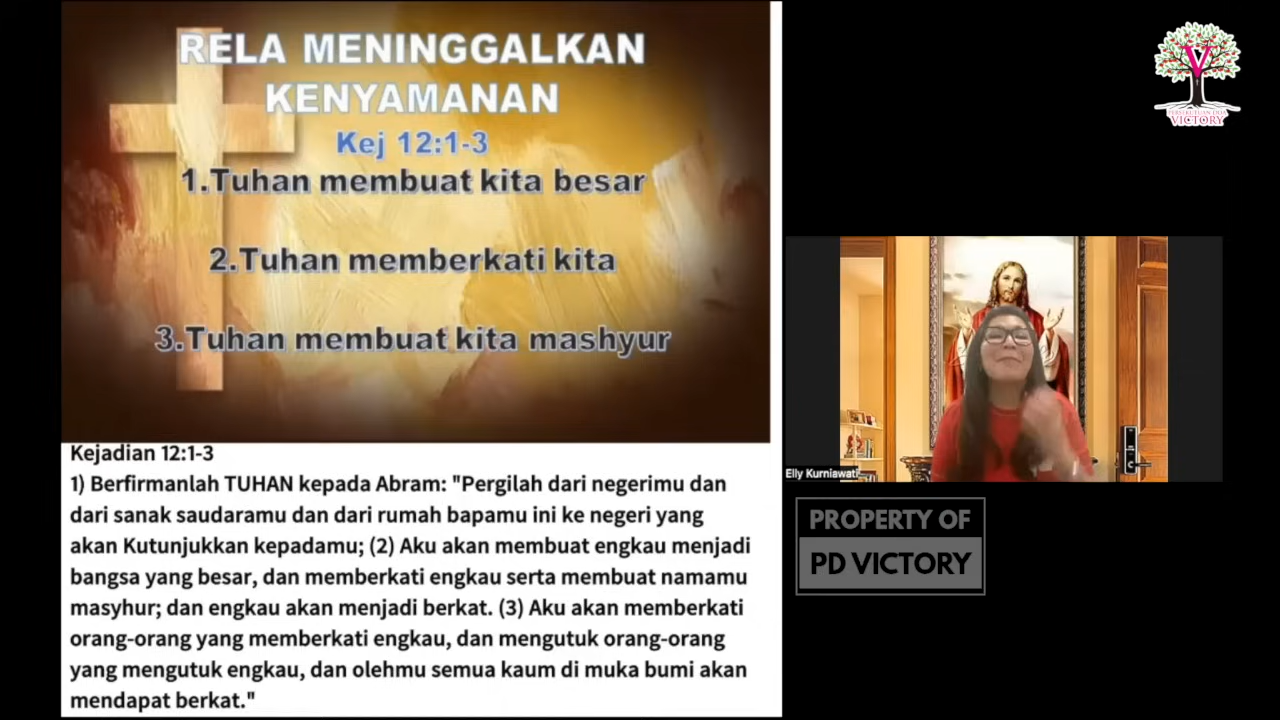 RELA MENINGGALKAN
KENYAMANAN
Kej 12:1-3
1.Tuhan membuat kita besar
2.Tuhan memberkati kita
3.Tuhan membuat kita mashyur
Kejadian 12:1-3
1) Berfirmanlah TUHAN kepada Abram: "Pergilah dari negerimu dan
dari sanak saudaramu dan dari rumah bapamu ini ke negeri yang
akan Kutunjukkan kepadamu; (2) Aku akan membuat engkau menjadi
bangsa yang besar, dan memberkati engkau serta membuat namamu
masyhur; dan engkau akan menjadi berkat. (3) Aku akan memberkati
orang-orang yang memberkati engkau, dan mengutuk orang-orang
yang mengutuk engkau, dan olehmu semua kaum di muka bumi akan
mendapat berkat."
V
PERSEKUTUAN DOA
VICTORY
Elly Kurniawati
PROPERTY OF
PD VICTORY